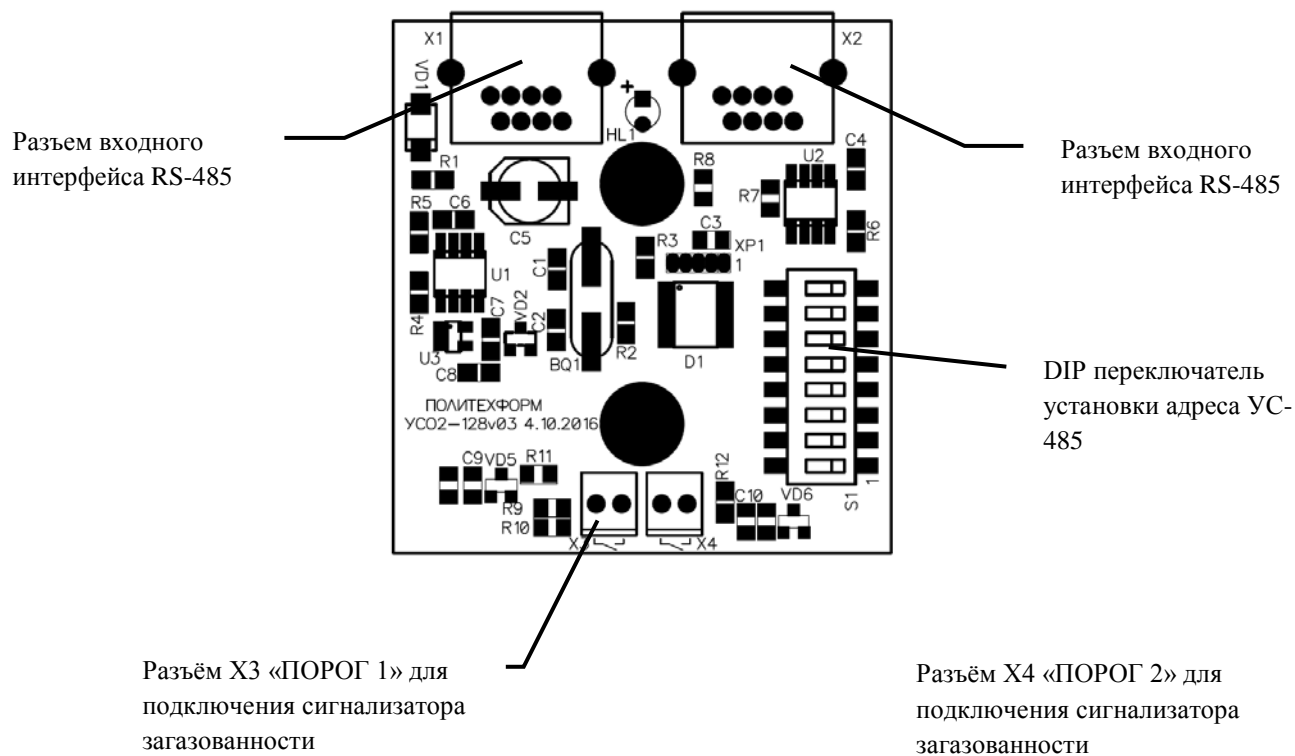 X1
X2
VD1
+
HL1
Разъем входного
интерфейса RS-485
Разъем входного
интерфейса RS-485
R1
R8
U2
C4
R5
C6
R7
R6
C5
C3
R3
XP1
1
U1
C1
R4
C7
VD2
C2
R2
U3
C8
BQ1
D1
DIP переключатель
установки адреса УС-
485
ПОЛИТЕХФОРМ
УСО2-128v03 4.10.2016
C9
VD5
R11
R12
C10
VD6
S1
1
R9
R10
X3
X4
Разъём X3 «ПОРОГ 1» для
подключения сигнализатора
загазованности
Разъём X4 «ПОРОГ 2» для
подключения сигнализатора
загазованности